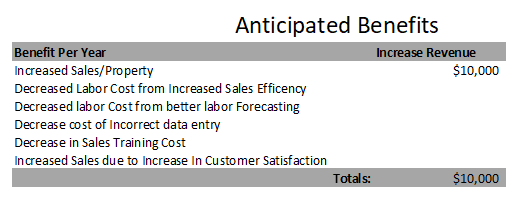 Anticipated Benefits
Benefit Per Year Increase Revenue
Increased Sales/Property $10,000
Decreased Labor Cost from Increased Sales Efficency
Decreased labor Cost from better labor Forecasting
Decrease cost of Incorrect data entry
Decrease in Sales Training Cost
Increased Sales due to Increase In Customer Satisfaction
Totals: $10,000